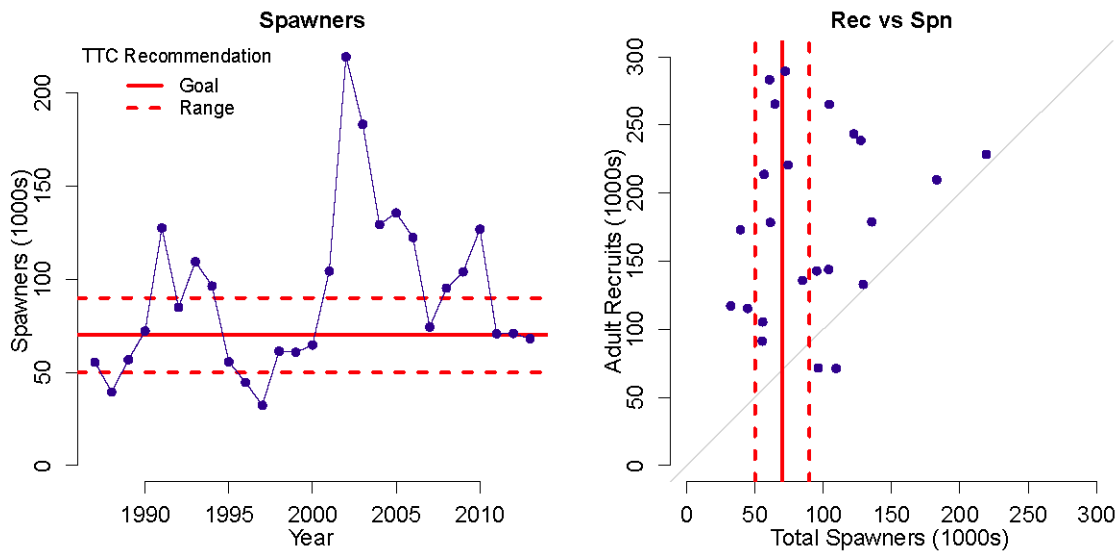 Spawners
TTC Recommendation
Goal
Range
Spawners (1000s)
0
50
100
150
200
1990
1995
2000
2005
2010
Year
Rec vs Spn
Adult Recruits (1000s)
0
50
100
150
200
250
300
0
50
100
150
200
250
300
Total Spawners (1000s)